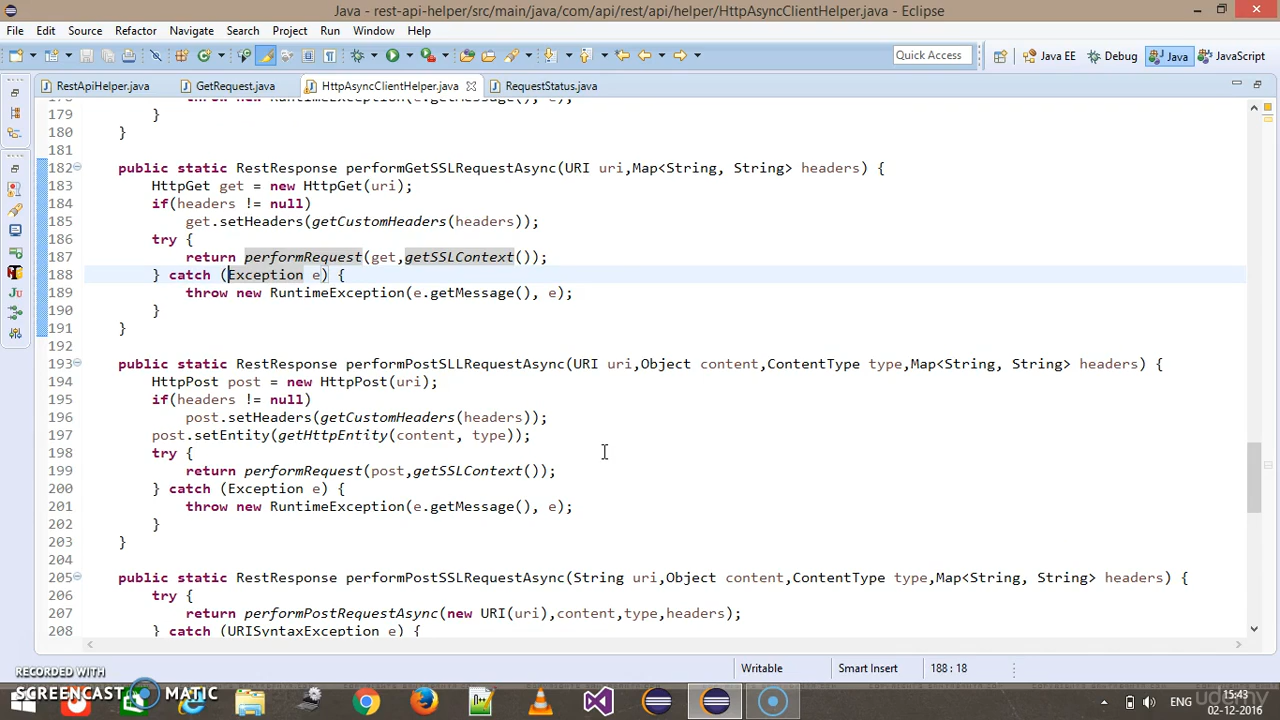 Java - rest-api-helper/src/main/java/com/api/rest/api/helper/HttpAsyncClientHelper.java - Eclipse
File Edit Source Refactor Navigate Search Project Run Window Help
Quick Access Java EE Debug Java JavaScript
RestApiHelper.java GetRequest.java HttpAsyncClientHelper.java RequestStatus.java
178 throw new RuntimeException(e.getMessage(), e);
179 }
180 }
181
182 public static RestResponse performGetSSLRequestAsync(URI uri,Map<String, String> headers) {
183 HttpGet get = new HttpGet(uri);
184 if(headers != null)
185 get.setHeaders(getCustomHeaders(headers));
186 try {
187 return performRequest(get,getSSLContext());
188 } catch (Exception e) {
189 throw new RuntimeException(e.getMessage(), e);
190 }
191 }
192
193 public static RestResponse performPostSLLRequestAsync(URI uri,Object content,ContentType type,Map<String, String> headers) {
194 HttpPost post = new HttpPost(uri);
195 if(headers != null)
196 post.setHeaders(getCustomHeaders(headers));
197 post.setEntity(getHttpEntity(content, type));
198 try {
199 return performRequest(post,getSSLContext());
200 } catch (Exception e) {
201 throw new RuntimeException(e.getMessage(), e);
202 }
203 }
204
205 public static RestResponse performPostSSLRequestAsync(String uri,Object content,ContentType type,Map<String, String> headers) {
206 try {
207 return performPostRequestAsync(new URI(uri),content,type,headers);
208 } catch (URISyntaxException e) {
Writable Smart Insert 188 : 18
RECORDED WITH
SCREENCAST MATIC
ENG 15:43
02-12-2016
udemy